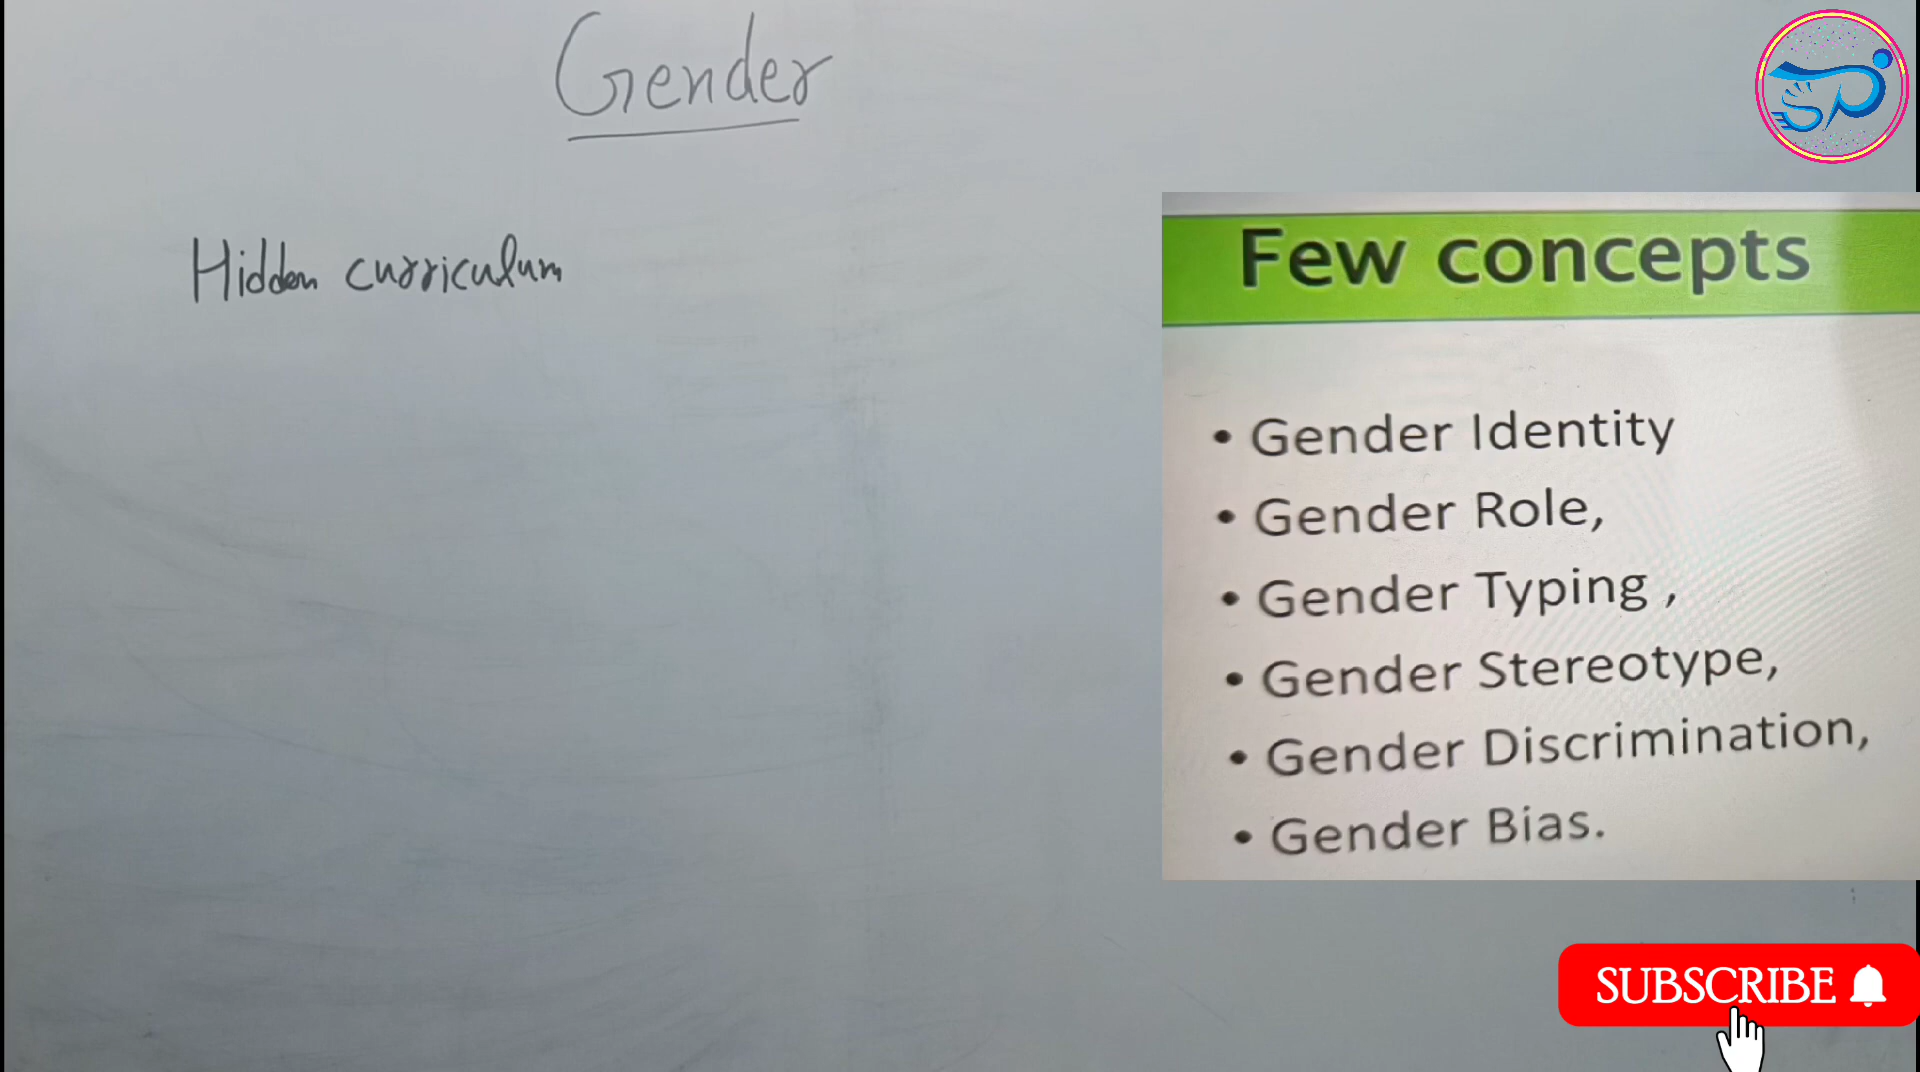 Gender
Hidden curriculum
Few concepts
• Gender Identity
• Gender Role,
• Gender Typing ,
• Gender Stereotype,
• Gender Discrimination,
• Gender Bias.
SUBSCRIBE